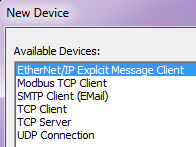 New Device
Available Devices:
EtherNet/IP Explcit Message Client
Modbus TCP Client
SMTP Client (EMail)
TCP Client
TCP Server
UDP Connection